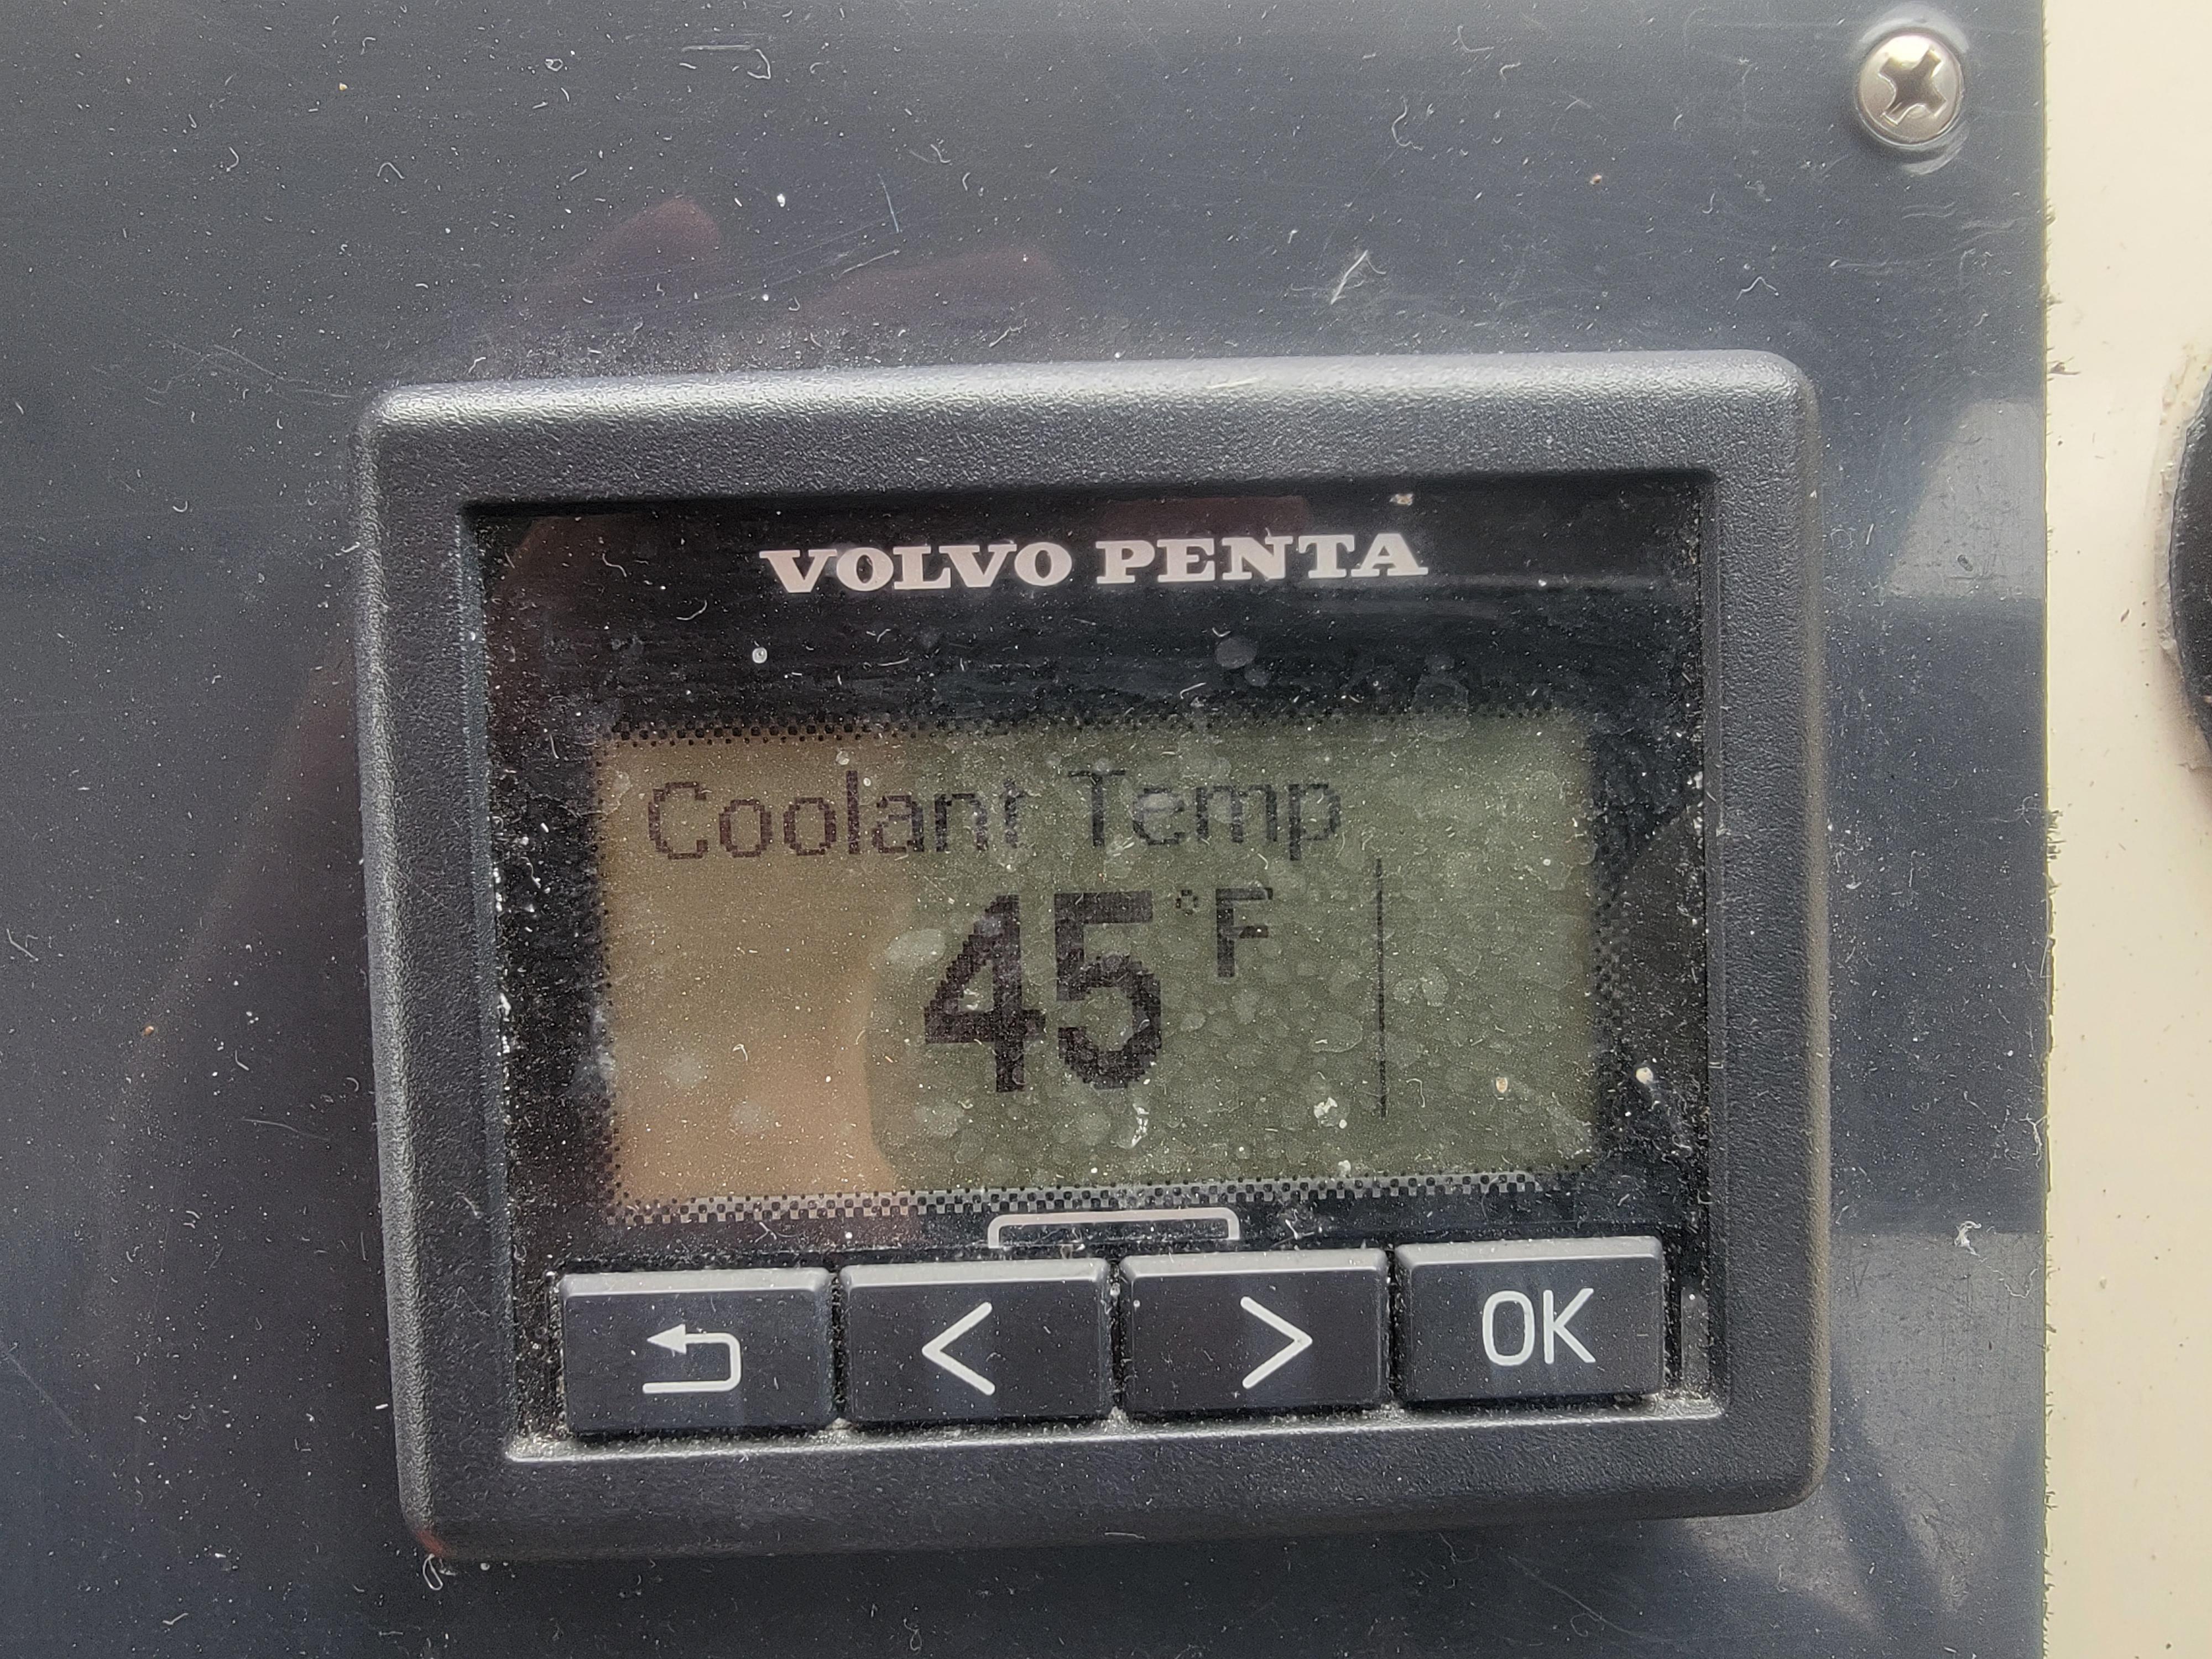 VOLVO PENTA
Coolant Temp
45°F
< > OK